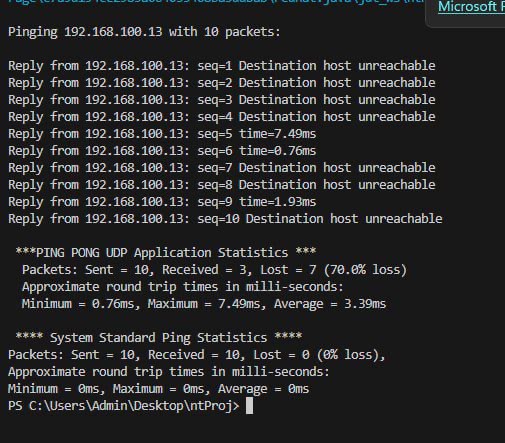 Microsoft
Pinging 192.168.100.13 with 10 packets:
Reply from 192.168.100.13: seq=1 Destination host unreachable
Reply from 192.168.100.13: seq=2 Destination host unreachable
Reply from 192.168.100.13: seq=3 Destination host unreachable
Reply from 192.168.100.13: seq=4 Destination host unreachable
Reply from 192.168.100.13: seq=5 time=7.49ms
Reply from 192.168.100.13: seq=6 time=0.76ms
Reply from 192.168.100.13: seq=7 Destination host unreachable
Reply from 192.168.100.13: seq=8 Destination host unreachable
Reply from 192.168.100.13: seq=9 time=1.93ms
Reply from 192.168.100.13: seq=10 Destination host unreachable
***PING PONG UDP Application Statistics ***
Packets: Sent = 10, Received = 3, Lost = 7 (70.0% loss)
Approximate round trip times in milli-seconds:
Minimum = 0.76ms, Maximum = 7.49ms, Average = 3.39ms
**** System Standard Ping Statistics ****
Packets: Sent = 10, Received = 10, Lost = 0 (0% loss),
Approximate round trip times in milli-seconds:
Minimum = 0ms, Maximum = 0ms, Average = 0ms
PS C:\Users\Admin\Desktop\ntProj>